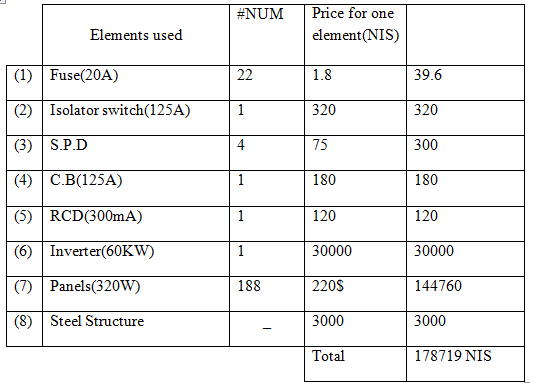 Elements used #NUM Price for one element(NIS)
(1) Fuse(20A) 22 1.8 39.6
(2) Isolator switch(125A) 1 320 320
(3) S.P.D 4 75 300
(4) C.B(125A) 1 180 180
(5) RCD(300mA) 1 120 120
(6) Inverter(60KW) 1 30000 30000
(7) Panels(320W) 188 220$ 144760
(8) Steel Structure _ 3000 3000
Total 178719 NIS